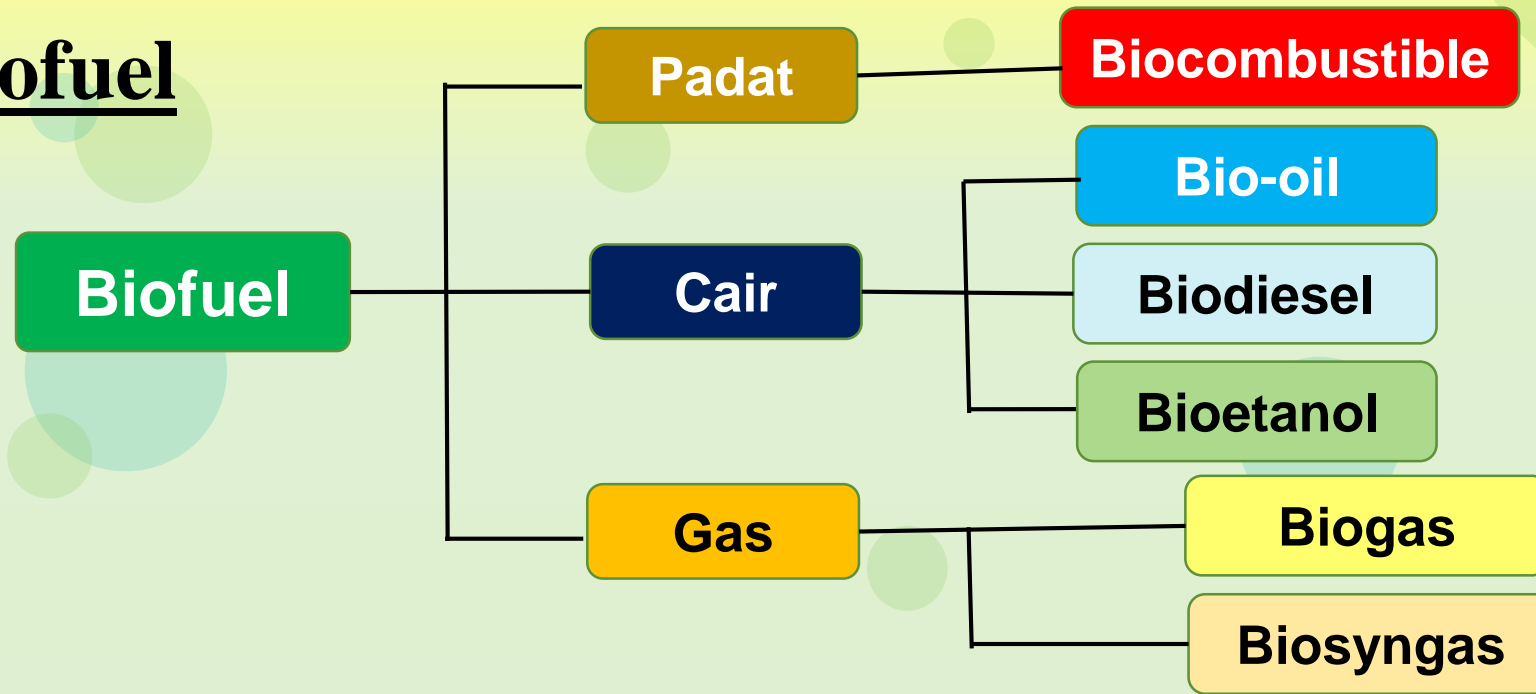 ofuel
Biofuel
Padat
Biocombustible
Cair
Bio-oil
Biodiesel
Bioetanol
Gas
Biogas
Biosyngas